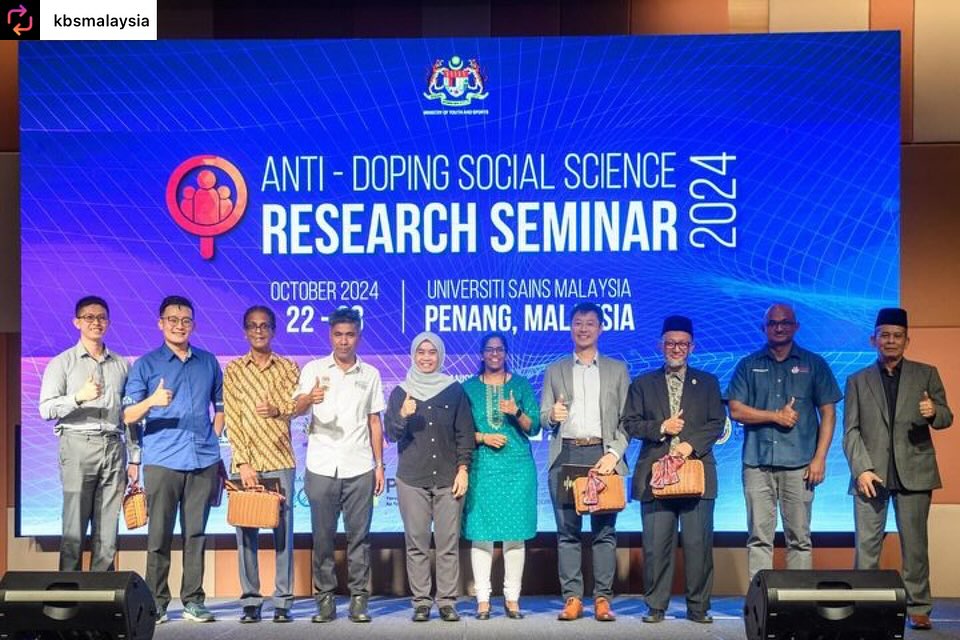 kbsmalaysia
MINISTRY OF YOUTH AND SPORTS
ANTI - DOPING SOCIAL SCIENCE
RESEARCH SEMINAR
2024
OCTOBER 2024
22 -
UNIVERSITI SAINS MALAYSIA
PENANG, MALAYSIA